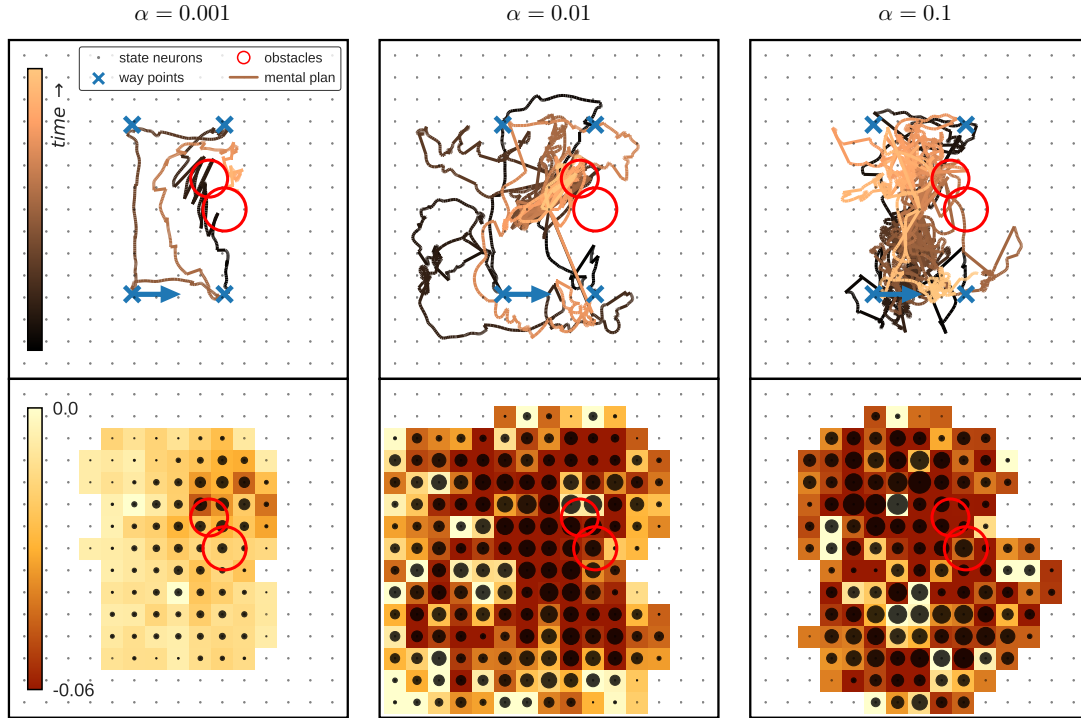 α = 0.001
α = 0.01
α = 0.1
state neurons
obstacles
way points
mental plan
time →
0.0
-0.06